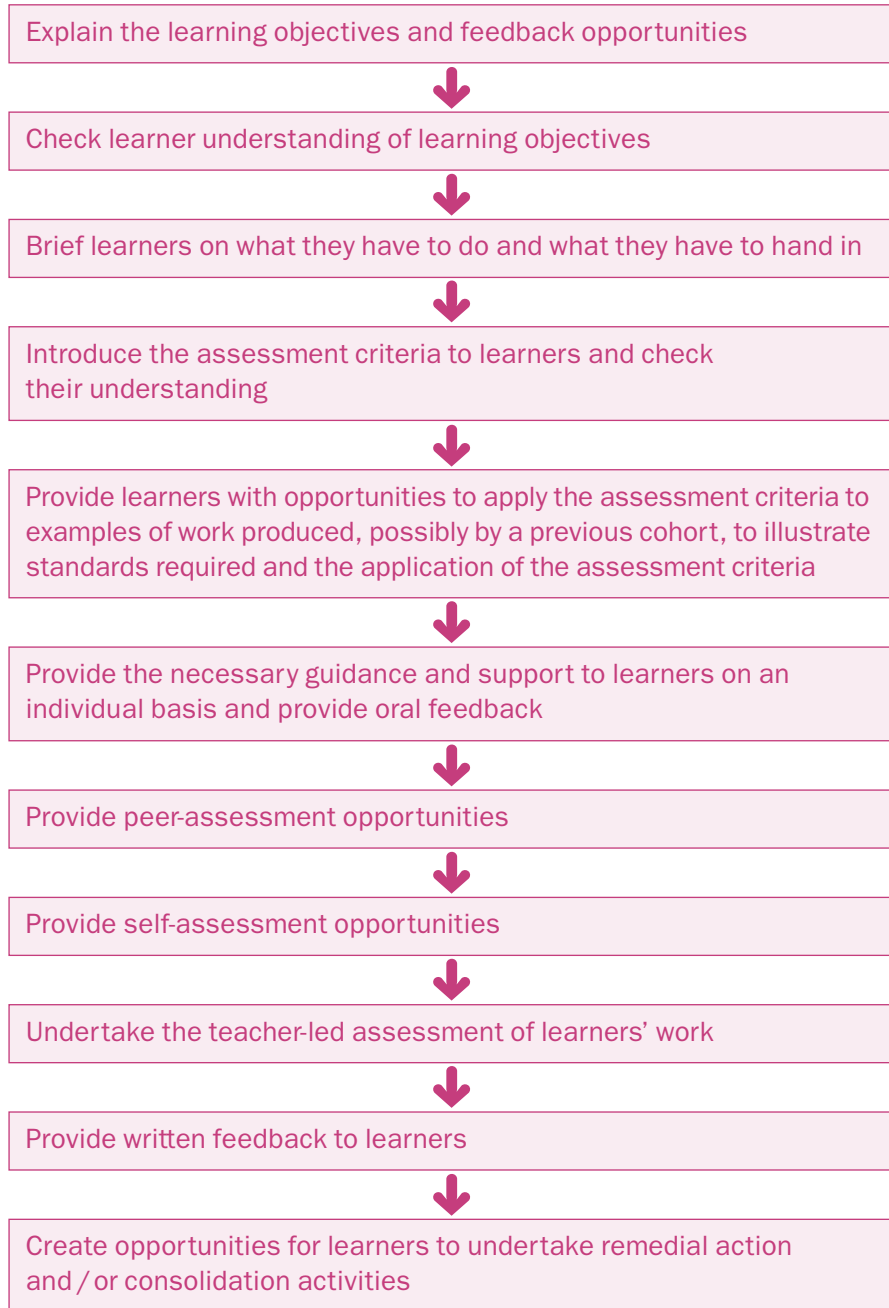 Explain the learning objectives and feedback opportunities
Check learner understanding of learning objectives
Brief learners on what they have to do and what they have to hand in
Introduce the assessment criteria to learners and check
their understanding
Provide learners with opportunities to apply the assessment criteria to
examples of work produced, possibly by a previous cohort, to illustrate
standards required and the application of the assessment criteria
Provide the necessary guidance and support to learners on an
individual basis and provide oral feedback
Provide peer-assessment opportunities
Provide self-assessment opportunities
Undertake the teacher-led assessment of learners’ work
Provide written feedback to learners
Create opportunities for learners to undertake remedial action
and / or consolidation activities